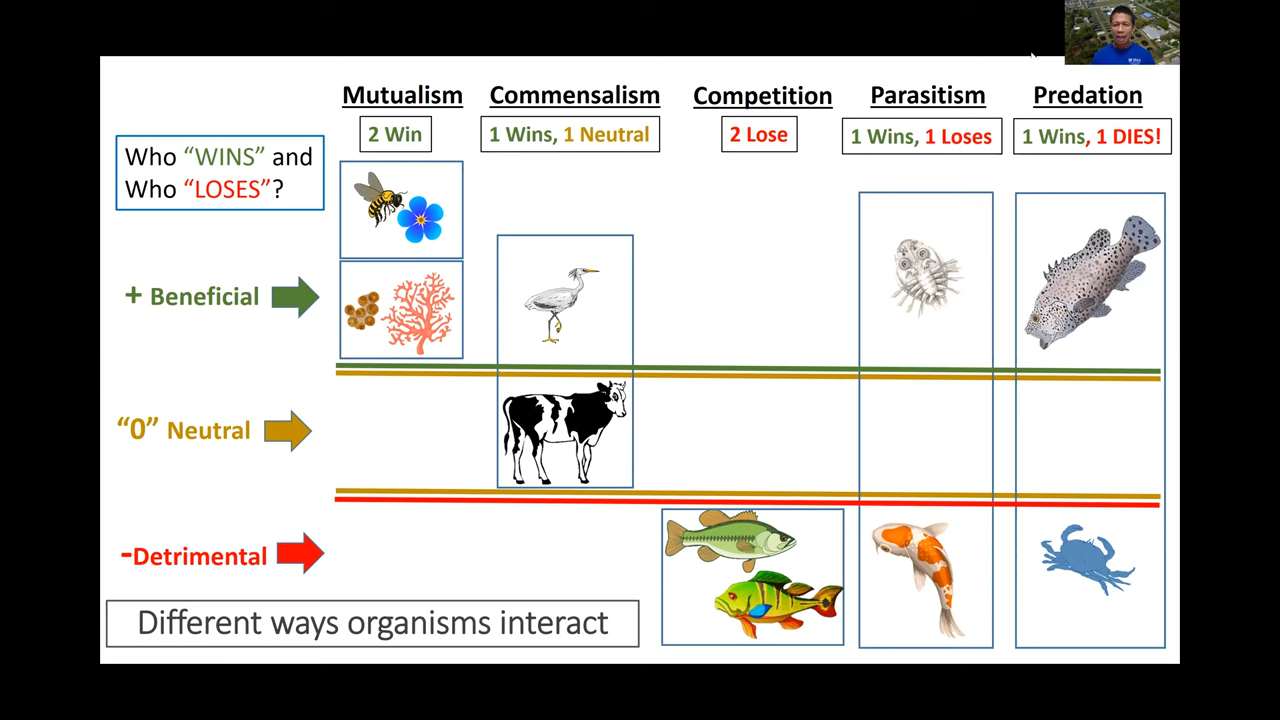 Mutualism
Commensalism
Competition
Parasitism
Predation
2 Win
1 Wins, 1 Neutral
2 Lose
1 Wins, 1 Loses
1 Wins, 1 DIES!
Who “WINS” and
Who “LOSES”?
+ Beneficial
“0” Neutral
-Detrimental
Different ways organisms interact